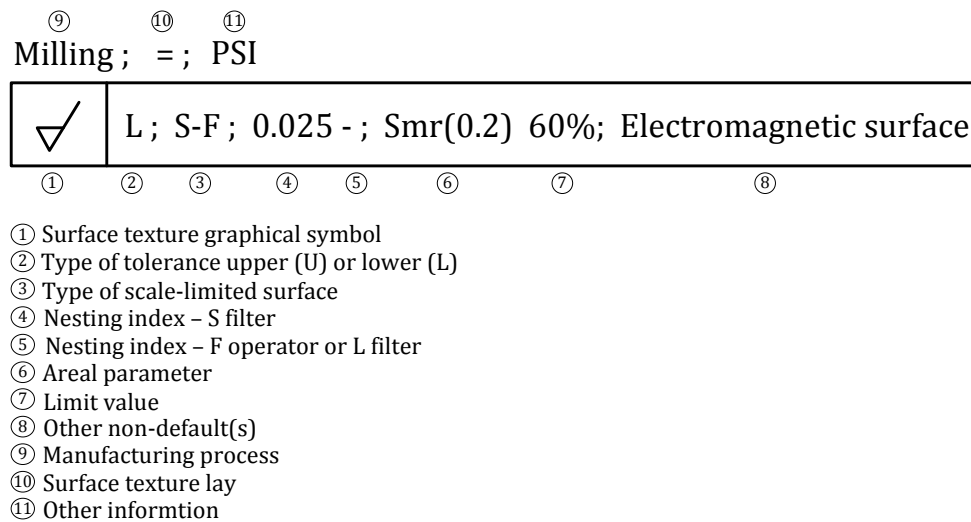 ⑨ ⑩ ⑪
Milling ; = ; PSI
L ; S-F ; 0.025 - ; Smr(0.2) 60%; Electromagnetic surface
① ② ③ ④ ⑤ ⑥ ⑦ ⑧
① Surface texture graphical symbol
② Type of tolerance upper (U) or lower (L)
③ Type of scale-limited surface
④ Nesting index – S filter
⑤ Nesting index – F operator or L filter
⑥ Areal parameter
⑦ Limit value
⑧ Other non-default(s)
⑨ Manufacturing process
⑩ Surface texture lay
⑪ Other informtion